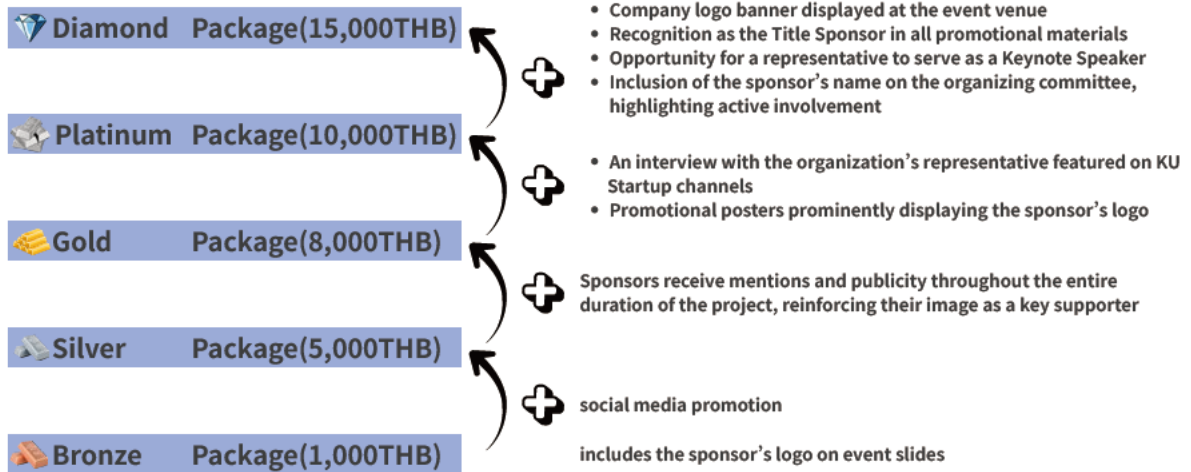 Diamond Package(15,000THB)
• Company logo banner displayed at the event venue
• Recognition as the Title Sponsor in all promotional materials
• Opportunity for a representative to serve as a Keynote Speaker
• Inclusion of the sponsor's name on the organizing committee,
highlighting active involvement
Platinum Package(10,000THB)
• An interview with the organization's representative featured on KU
Startup channels
• Promotional posters prominently displaying the sponsor's logo
Gold Package(8,000THB)
Sponsors receive mentions and publicity throughout the entire
duration of the project, reinforcing their image as a key supporter
Silver Package(5,000THB)
social media promotion
Bronze Package(1,000THB)
includes the sponsor's logo on event slides